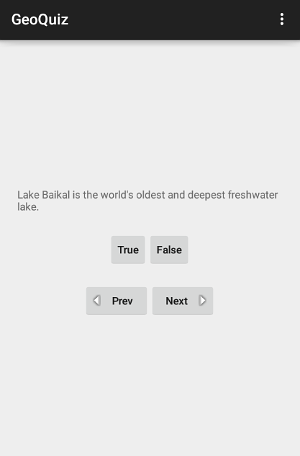 GeoQuiz
Lake Baikal is the world's oldest and deepest freshwater
lake.
True False
Prev Next